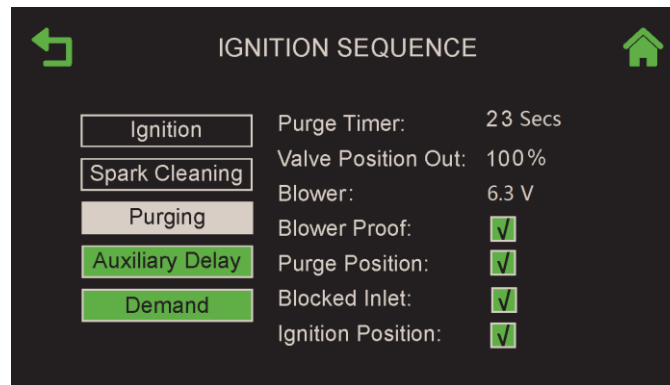 IGNITION SEQUENCE
Ignition
Spark Cleaning
Purging
Auxiliary Delay
Demand
Purge Timer: 23 Secs
Valve Position Out: 100%
Blower: 6.3 V
Blower Proof: √
Purge Position: √
Blocked Inlet: √
Ignition Position: √